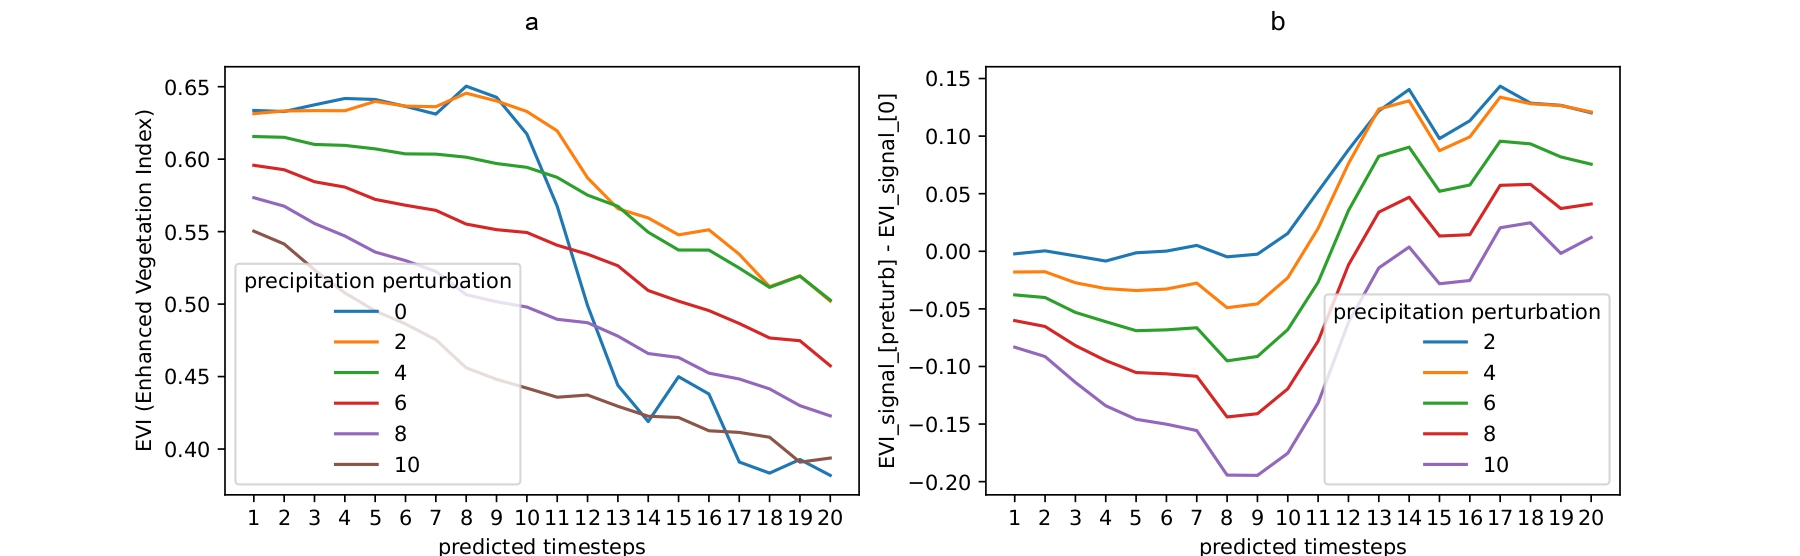 a
b
EVI (Enhanced Vegetation Index)
0.65
0.60
0.55
0.50
0.45
0.40
precipitation perturbation
0
2
4
6
8
10
1 2 3 4 5 6 7 8 9 10 11 12 13 14 15 16 17 18 19 20
predicted timesteps
EVI_signal_[preturb] - EVI_signal_[0]
0.15
0.10
0.05
0.00
−0.05
−0.10
−0.15
−0.20
precipitation perturbation
2
4
6
8
10
1 2 3 4 5 6 7 8 9 10 11 12 13 14 15 16 17 18 19 20
predicted timesteps